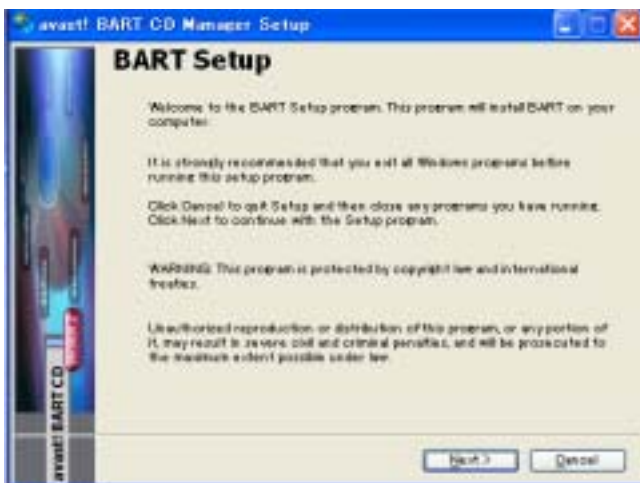 avast! BART CD Manager Setup
BART Setup
Welcome to the BART Setup program. This program will install BART on your
computer.
It is strongly recommended that you exit all Windows programs before
running this setup program.
Click Cancel to quit Setup and then close any programs you have running.
Click Next to continue with the Setup program.
WARNING: This program is protected by copyright law and international
treaties.
Unauthorized reproduction or distribution of this program, or any portion of
it, may result in severe civil and criminal penalties, and will be prosecuted to
the maximum extent possible under law.
avast! BART CD
Next >
Cancel